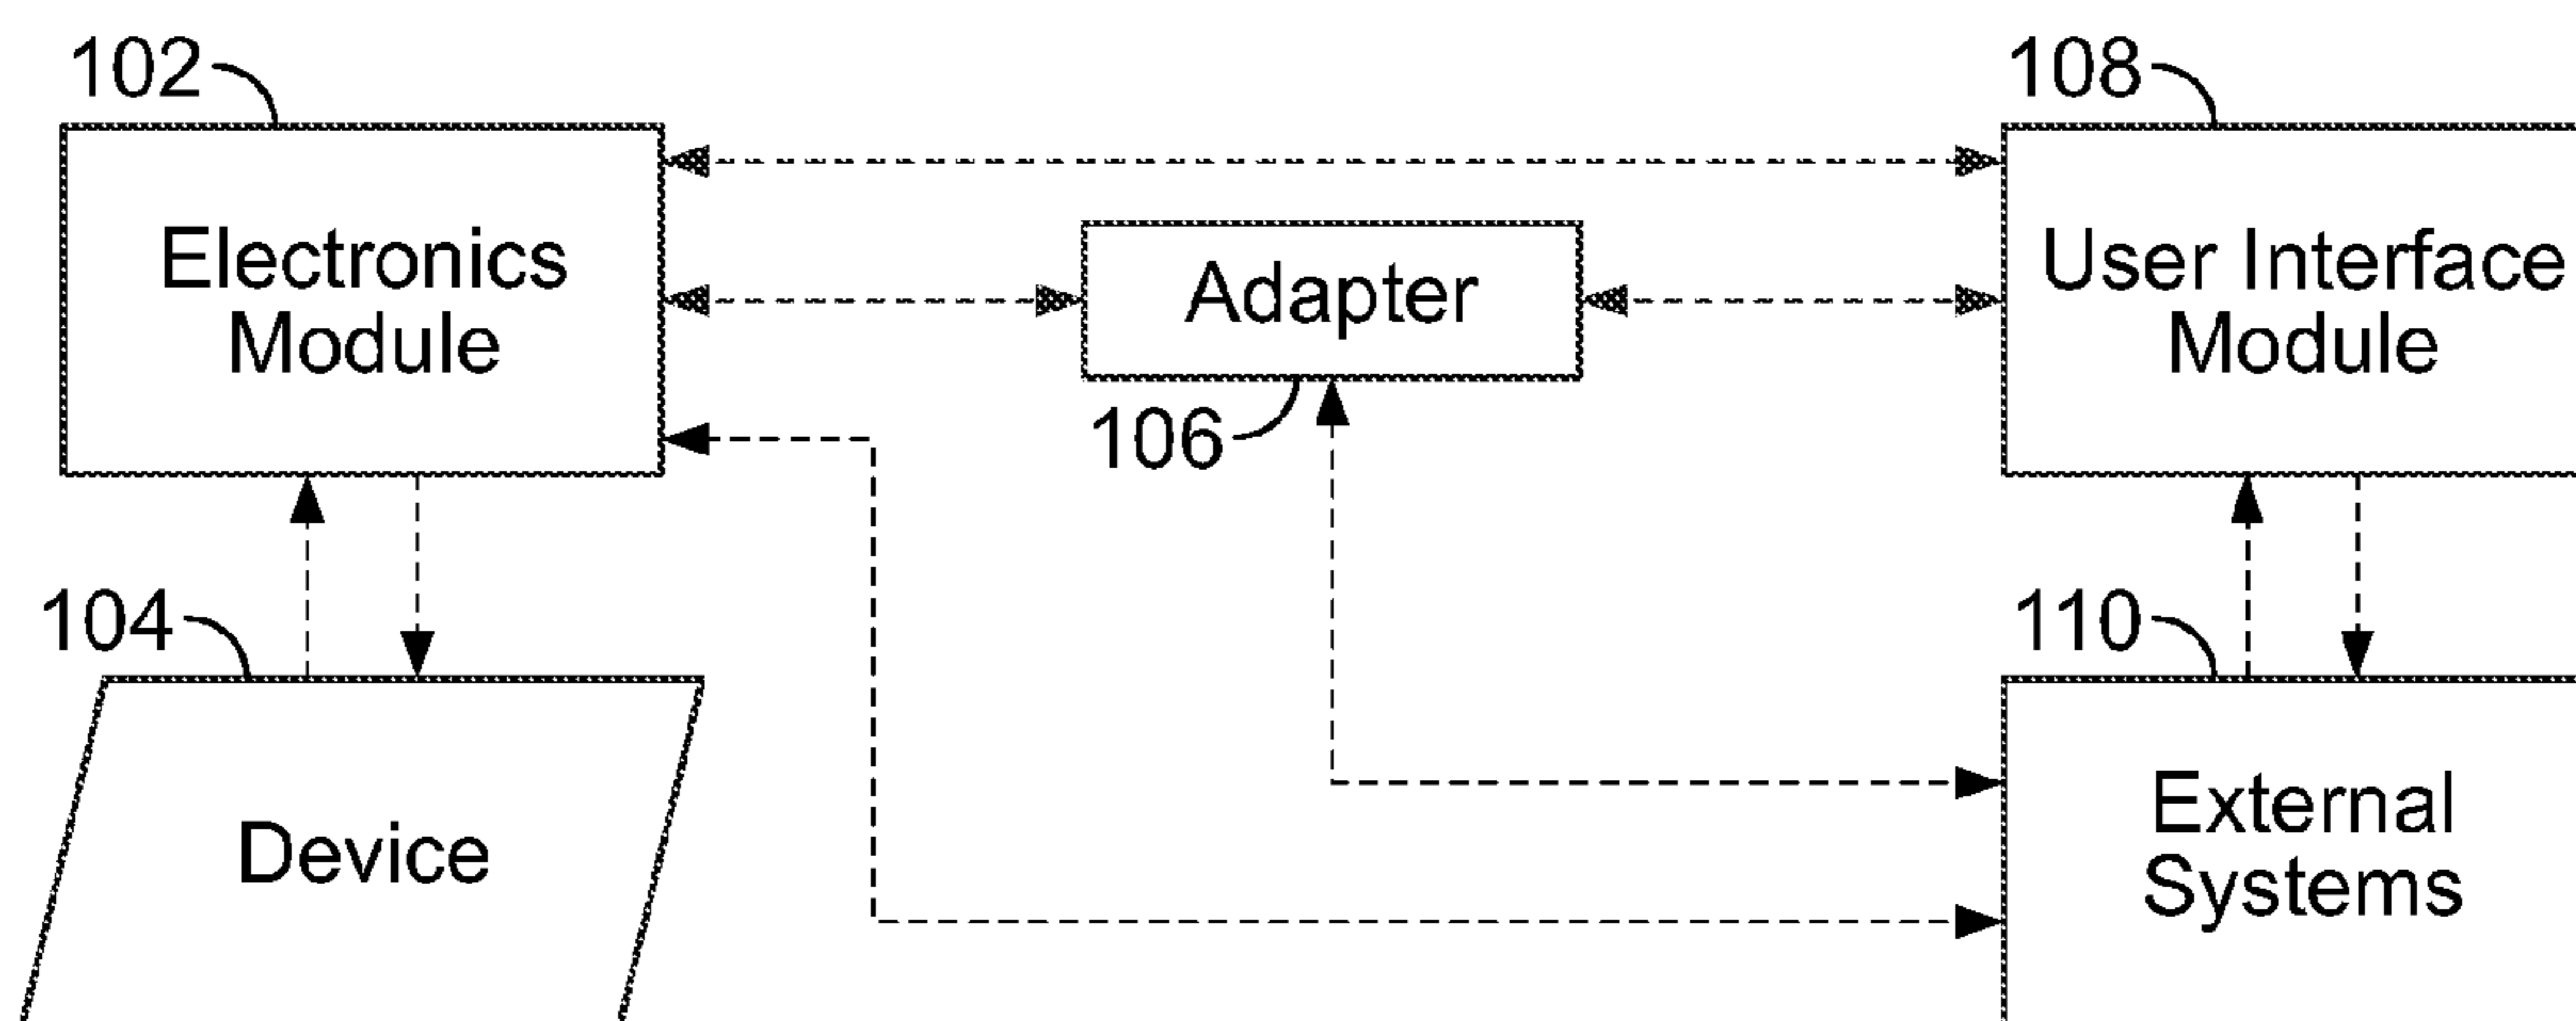 102
108
Electronics
Module
Adapter
User Interface
Module
106
104
110
Device
External
Systems